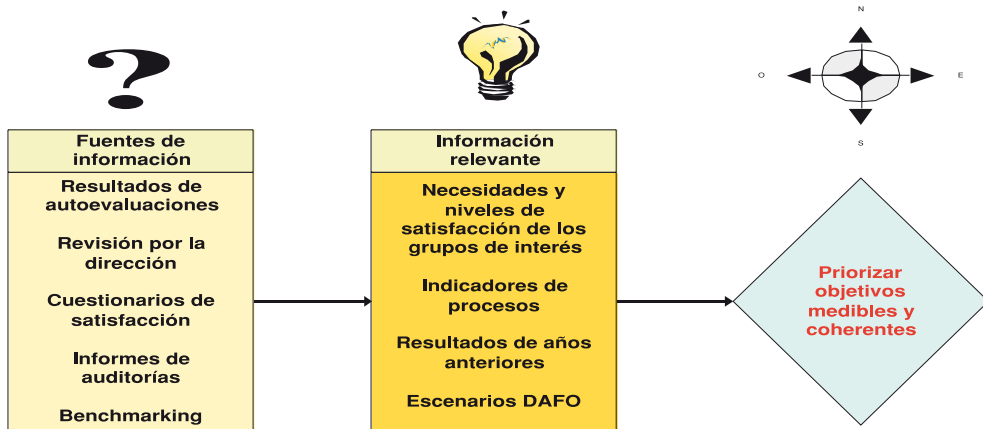 Fuentes de
información
Resultados de
autoevaluaciones
Revisión por la
dirección
Cuestionarios de
satisfacción
Informes de
auditorías
Benchmarking
Información
relevante
Necesidades y
niveles de
satisfacción de los
grupos de interés
Indicadores de
procesos
Resultados de años
anteriores
Escenarios DAFO
N
O
E
S
Priorizar
objetivos
medibles y
coherentes